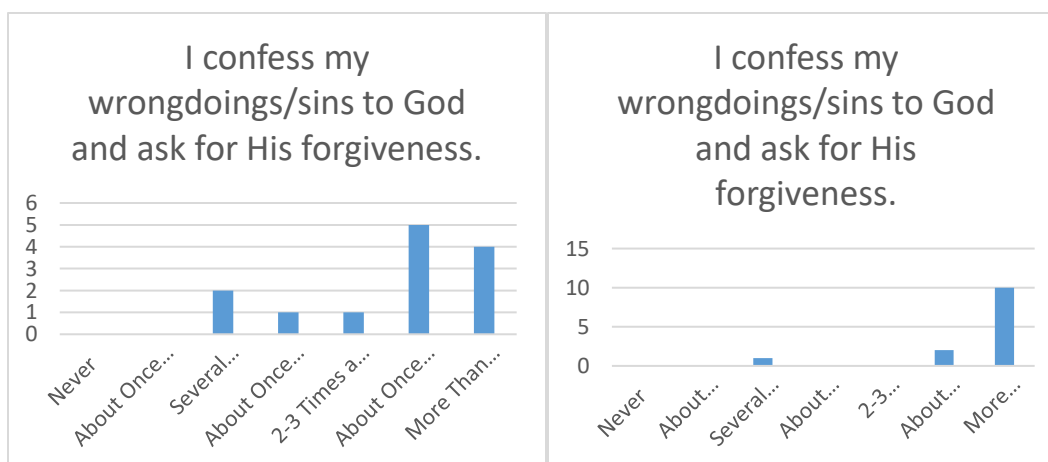 I confess my
wrongdoings/sins to God
and ask for His forgiveness.
6
5
4
3
2
1
0
Never
About Once...
Several...
About Once...
2-3 Times a...
About Once...
More Than...
I confess my
wrongdoings/sins to God
and ask for His
forgiveness.
15
10
5
0
Never
About...
Several...
About...
2-3...
About...
More...